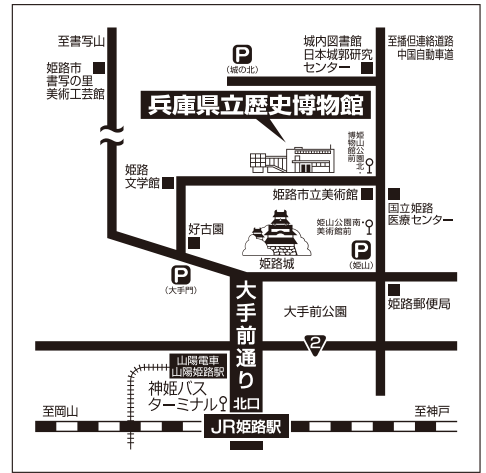 至書写山
城内図書館
日本城郭研究
センター
至播但連絡道路
中国自動車道
P
(城の北)
姫路市
書写の里
美術工芸館
兵庫県立歴史博物館
姫山公園北・
博物館前
姫路
文学館
姫路市立美術館
国立姫路
医療センター
好古園
姫山公園南・
美術館前
姫路城
P
(姫山)
P
(大手門)
大手前通り
大手前公園
姫路郵便局
2
山陽電車
山陽姫路駅
神姫バス
ターミナル
北口
至岡山
JR姫路駅
至神戸